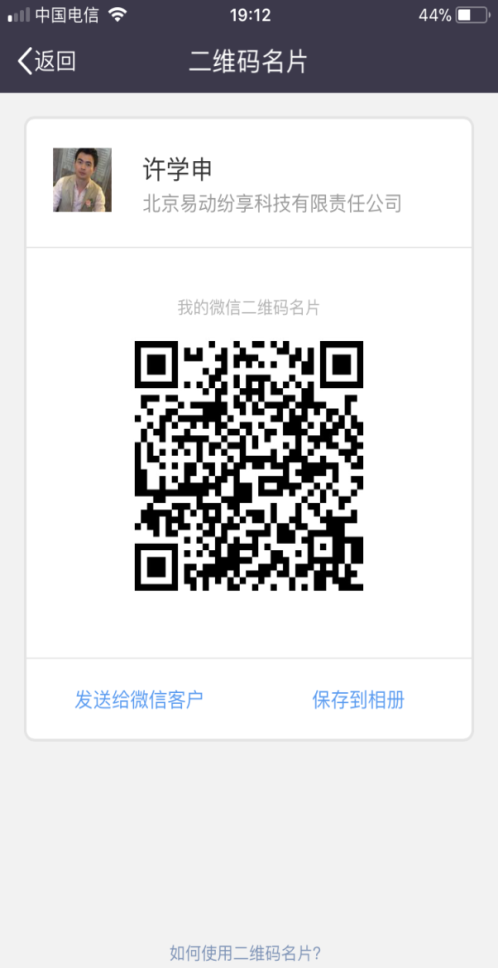 中国电信
19:12
44%
返回
二维码名片
许学申
北京易动纷享科技有限责任公司
我的微信二维码名片
发送给微信客户
保存到相册
如何使用二维码名片?